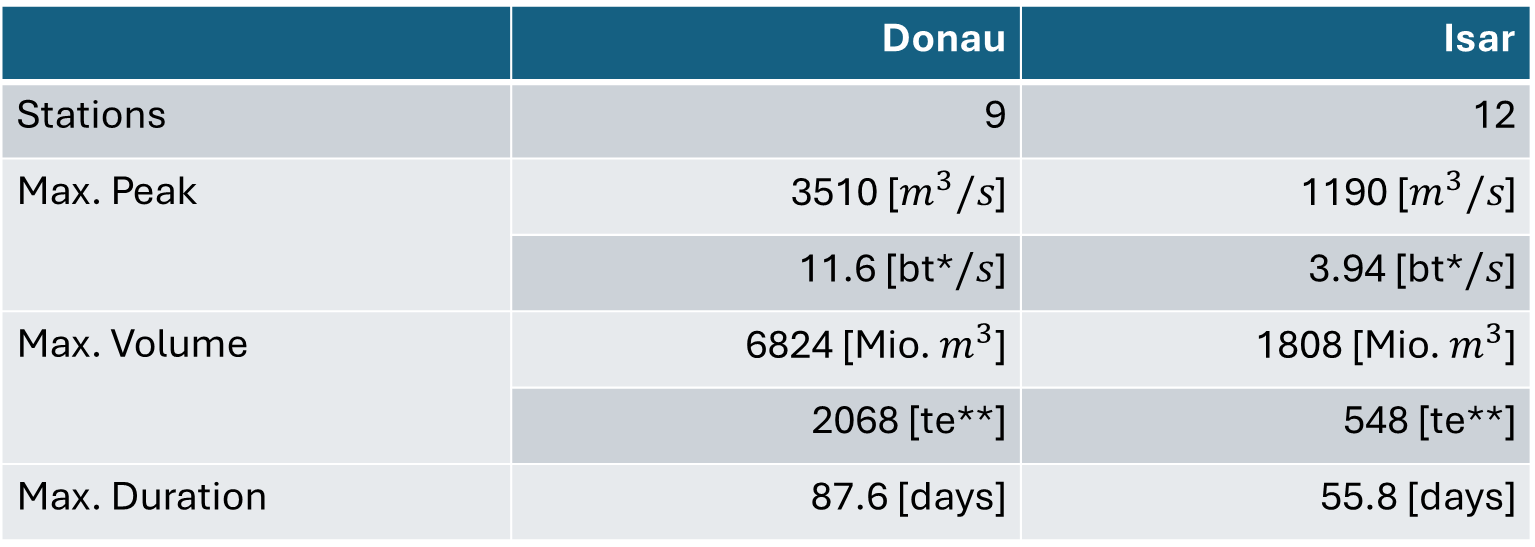 Donau Isar
Stations 9 12
Max. Peak 3510 [m³/s] 1190 [m³/s]
11.6 [bt*/s] 3.94 [bt*/s]
Max. Volume 6824 [Mio. m³] 1808 [Mio. m³]
2068 [te**] 548 [te**]
Max. Duration 87.6 [days] 55.8 [days]